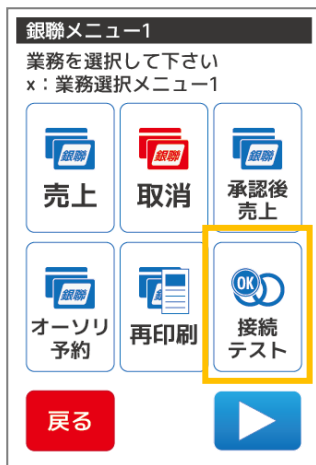 銀聯メニュー1
業務を選択して下さい
x：業務選択メニュー1
銀聯
売上
銀聯
取消
銀聯
承認後
売上
銀聯
オーソリ
予約
銀
再印刷
OK
接続
テスト
戻る